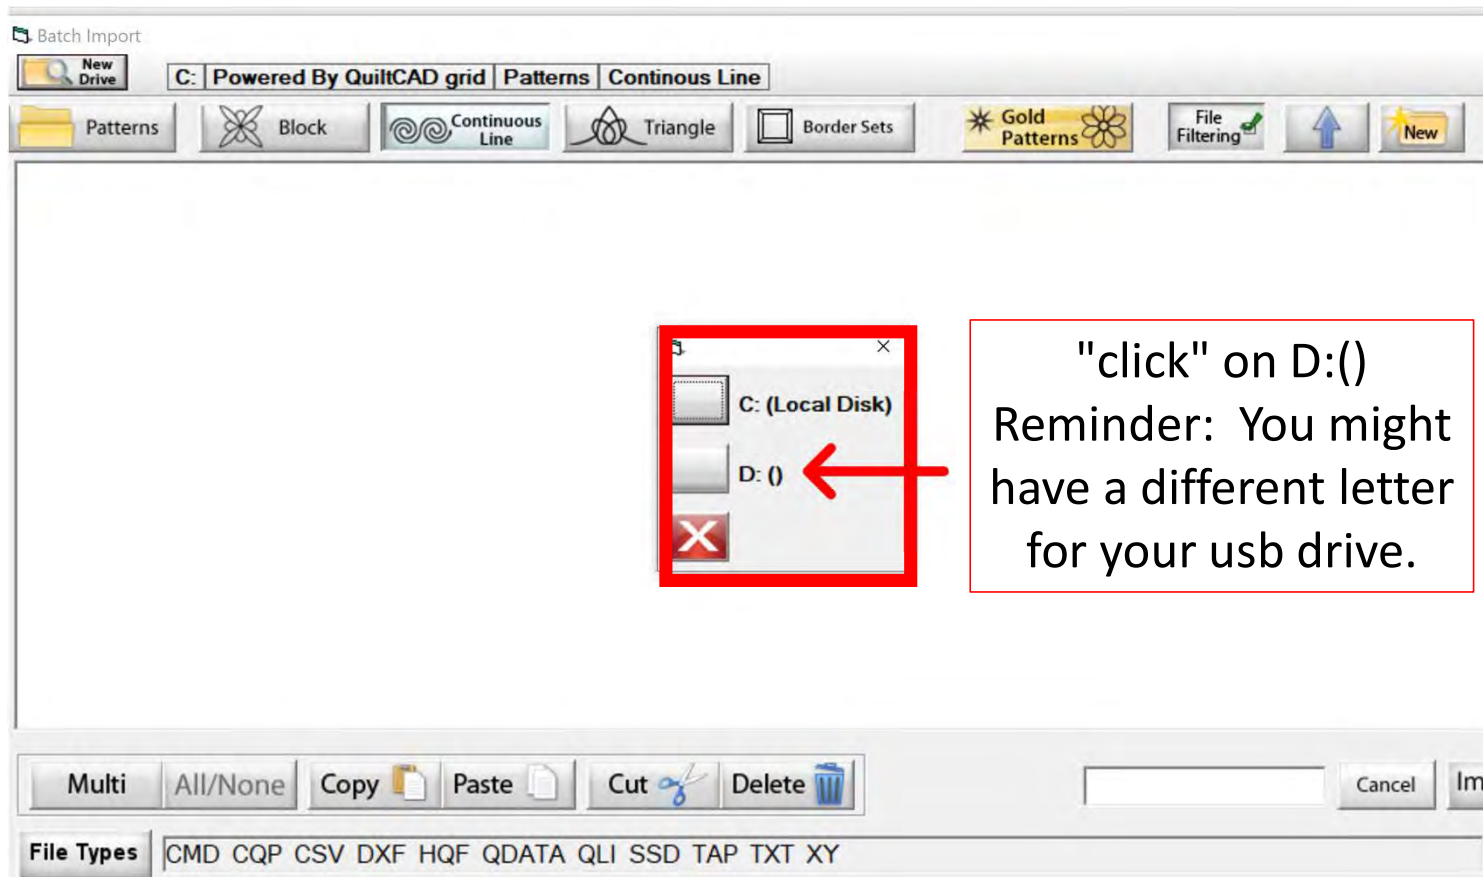 Batch Import
New
Drive
C: Powered By QuiltCAD grid Patterns Continous Line
Patterns
Block
Continuous
Line
Triangle
Border Sets
Gold
Patterns
File
Filtering
New
C: (Local Disk)
D: ()
"click" on D:()
Reminder: You might
have a different letter
for your usb drive.
Multi All/None Copy Paste Cut Delete
Cancel
Im
File Types CMD CQP CSV DXF HQF QDATA QLI SSD TAP TXT XY